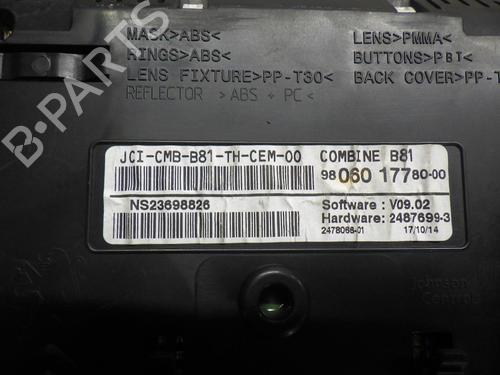 MASK>ABS<
RINGS>ABS<
LENS FIXTURE>PP-T30<
REFLECTOR >ABS + PC<
LENS>PMMA<
BUTTONS>PBT<
BACK COVER>PP-T
JCI-CMB-B81-TH-CEM-00
COMBINE B81
98 060 177 80-00
NS23698826
Software : V09.02
Hardware: 2487699-3
2478066-01 17/10/14
Johnson
Controls
B-PARTS